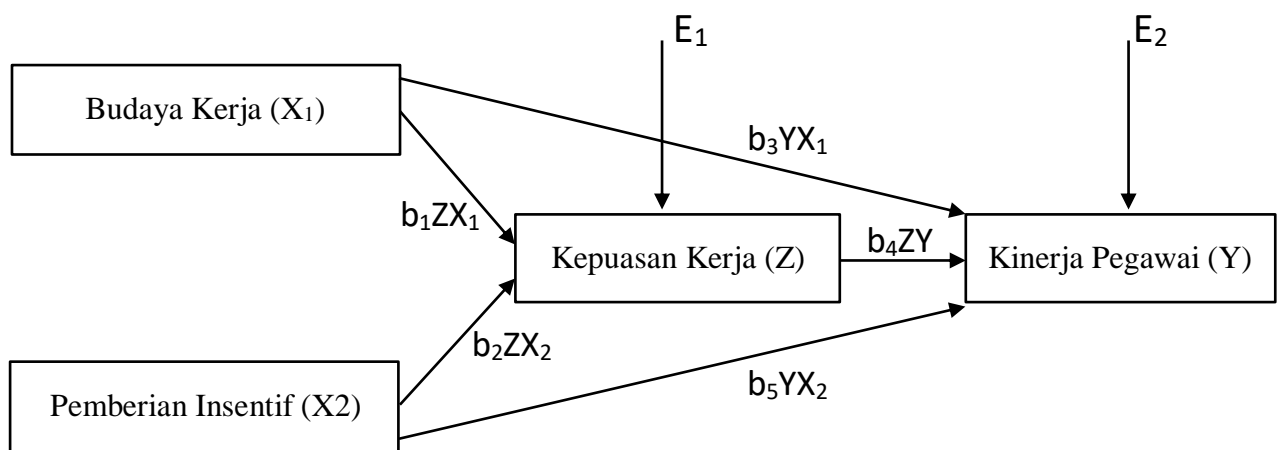 E₁
E₂
Budaya Kerja (X₁)
b₃YX₁
b₁ZX₁
Kepuasan Kerja (Z)
b₄ZY
Kinerja Pegawai (Y)
b₂ZX₂
b₅YX₂
Pemberian Insentif (X2)